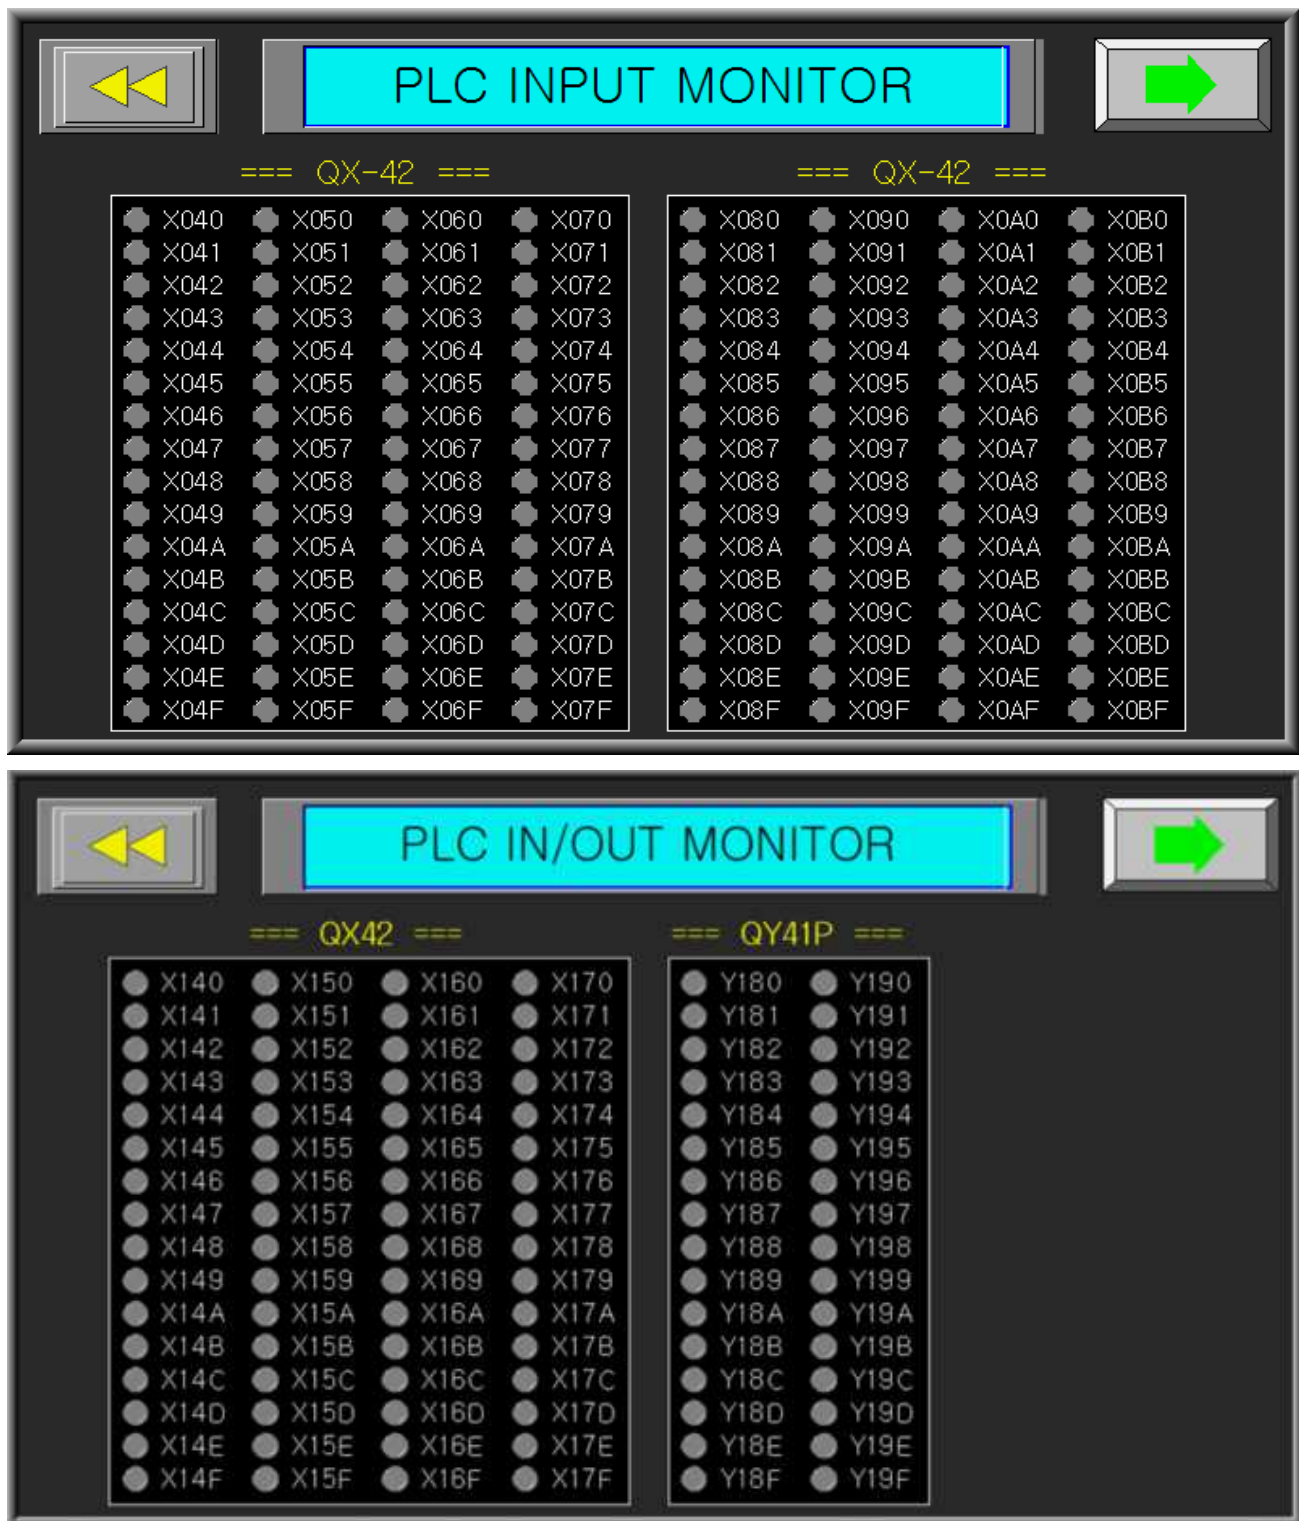 PLC INPUT MONITOR
=== QX-42 === === QX-42 ===
X040 X050 X060 X070 X080 X090 X0A0 X0B0
X041 X051 X061 X071 X081 X091 X0A1 X0B1
X042 X052 X062 X072 X082 X092 X0A2 X0B2
X043 X053 X063 X073 X083 X093 X0A3 X0B3
X044 X054 X064 X074 X084 X094 X0A4 X0B4
X045 X055 X065 X075 X085 X095 X0A5 X0B5
X046 X056 X066 X076 X086 X096 X0A6 X0B6
X047 X057 X067 X077 X087 X097 X0A7 X0B7
X048 X058 X068 X078 X088 X098 X0A8 X0B8
X049 X059 X069 X079 X089 X099 X0A9 X0B9
X04A X05A X06A X07A X08A X09A X0AA X0BA
X04B X05B X06B X07B X08B X09B X0AB X0BB
X04C X05C X06C X07C X08C X09C X0AC X0BC
X04D X05D X06D X07D X08D X09D X0AD X0BD
X04E X05E X06E X07E X08E X09E X0AE X0BE
X04F X05F X06F X07F X08F X09F X0AF X0BF
PLC IN/OUT MONITOR
=== QX42 === === QY41P ===
X140 X150 X160 X170 Y180 Y190
X141 X151 X161 X171 Y181 Y191
X142 X152 X162 X172 Y182 Y192
X143 X153 X163 X173 Y183 Y193
X144 X154 X164 X174 Y184 Y194
X145 X155 X165 X175 Y185 Y195
X146 X156 X166 X176 Y186 Y196
X147 X157 X167 X177 Y187 Y197
X148 X158 X168 X178 Y188 Y198
X149 X159 X169 X179 Y189 Y199
X14A X15A X16A X17A Y18A Y19A
X14B X15B X16B X17B Y18B Y19B
X14C X15C X16C X17C Y18C Y19C
X14D X15D X16D X17D Y18D Y19D
X14E X15E X16E X17E Y18E Y19E
X14F X15F X16F X17F Y18F Y19F